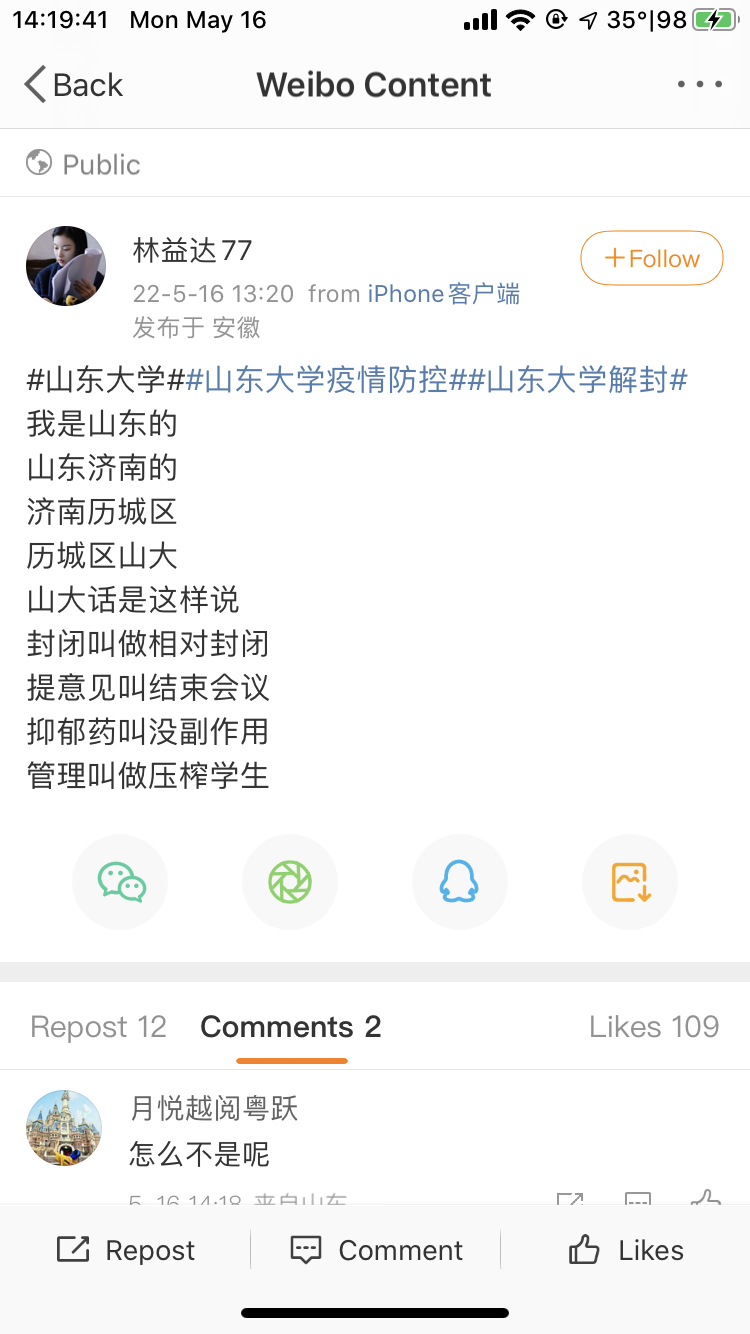 14:19:41 Mon May 16 35°|98
Back Weibo Content
Public
林益达77
+Follow
22-5-16 13:20 from iPhone客户端
发布于 安徽
#山东大学##山东大学疫情防控##山东大学解封#
我是山东的
山东济南的
济南历城区
历城区山大
山大话是这样说
封闭叫做相对封闭
提意见叫结束会议
抑郁药叫没副作用
管理叫做压榨学生
Repost 12 Comments 2 Likes 109
月悦越阅粤跃
怎么不是呢
5-16 14:18 来自山东
Repost Comment Likes